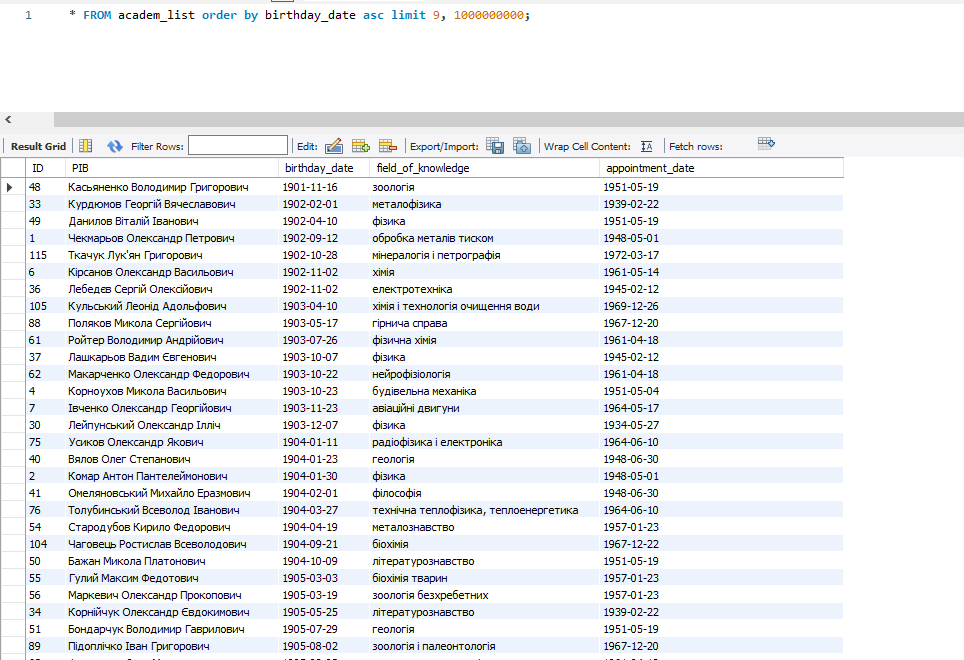 1 * FROM academ_list order by birthday_date asc limit 9, 1000000000;
Result Grid Filter Rows: Edit: Export/Import: Wrap Cell Content: Fetch rows:
ID PIB birthday_date field_of_knowledge appointment_date
48 Касьяненко Володимир Григорович 1901-11-16 зоологія 1951-05-19
33 Курдюмов Георгій Вячеславович 1902-02-01 металофізика 1939-02-22
49 Данилов Віталій Іванович 1902-04-10 фізика 1951-05-19
1 Чекмарьов Олександр Петрович 1902-09-12 обробка металів тиском 1948-05-01
115 Ткачук Лук'ян Григорович 1902-10-28 мінералогія і петрографія 1972-03-17
6 Кірсанов Олександр Васильович 1902-11-02 хімія 1961-05-14
36 Лебедєв Сергій Олексійович 1902-11-02 електротехніка 1945-02-12
105 Кульський Леонід Адольфович 1903-04-10 хімія і технологія очищення води 1969-12-26
88 Поляков Микола Сергійович 1903-05-17 гірнича справа 1967-12-20
61 Ройтер Володимир Андрійович 1903-07-26 фізична хімія 1961-04-18
37 Лашкарьов Вадим Євгенович 1903-10-07 фізика 1945-02-12
62 Макарченко Олександр Федорович 1903-10-22 нейрофізіологія 1961-04-18
4 Корноухов Микола Васильович 1903-10-23 будівельна механіка 1951-05-04
7 Івченко Олександр Георгійович 1903-11-23 авіаційні двигуни 1964-05-17
30 Лейпунський Олександр Ілліч 1903-12-07 фізика 1934-05-27
75 Усиков Олександр Якович 1904-01-11 радіофізика і електроніка 1964-06-10
40 Вялов Олег Степанович 1904-01-23 геологія 1948-06-30
2 Комар Антон Пантелеймонович 1904-01-30 фізика 1948-05-01
41 Омеляновський Михайло Еразмович 1904-02-01 філософія 1948-06-30
76 Толубинський Всеволод Іванович 1904-03-27 технічна теплофізика, теплоенергетика 1964-06-10
54 Стародубов Кирило Федорович 1904-04-19 металознавство 1957-01-23
104 Чаговець Ростислав Всеволодович 1904-09-21 біохімія 1967-12-22
50 Бажан Микола Платонович 1904-10-09 літературознавство 1951-05-19
55 Гулий Максим Федотович 1905-03-03 біохімія тварин 1957-01-23
56 Маркевич Олександр Прокопович 1905-03-19 зоологія безхребетних 1957-01-23
34 Корнійчук Олександр Євдокимович 1905-05-25 літературознавство 1939-02-22
51 Бондарчук Володимир Гаврилович 1905-07-29 геологія 1951-05-19
89 Підоплічко Іван Григорович 1905-08-02 зоологія і палеонтологія 1967-12-20